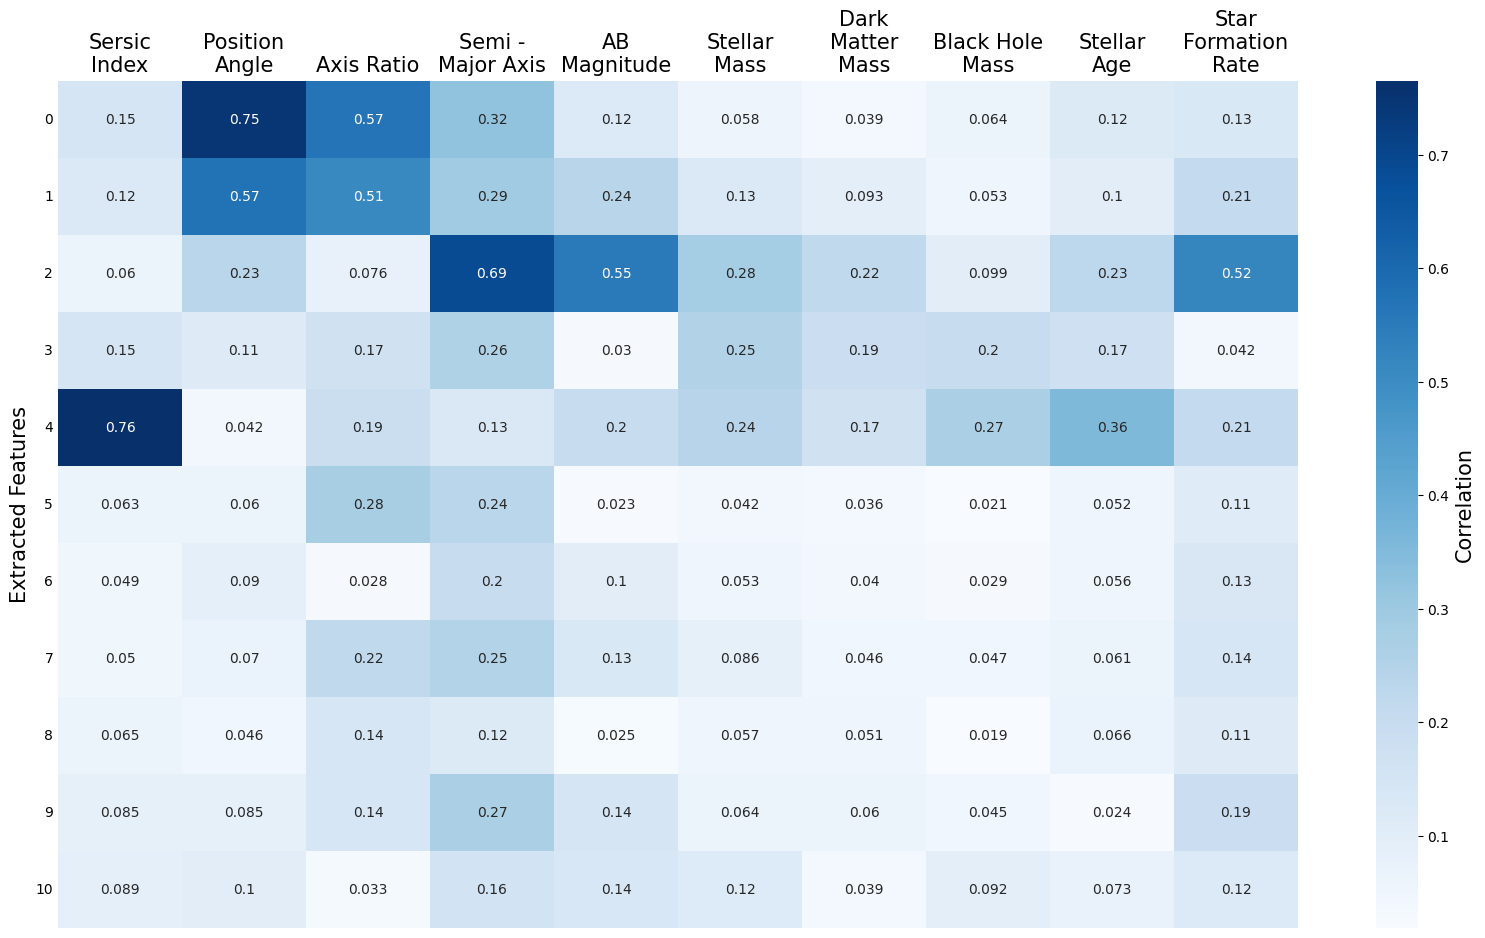 Sersic
Index
Position
Angle
Axis Ratio
Semi -
Major Axis
AB
Magnitude
Stellar
Mass
Dark
Matter
Mass
Black Hole
Mass
Stellar
Age
Star
Formation
Rate
0 0.15 0.75 0.57 0.32 0.12 0.058 0.039 0.064 0.12 0.13
1 0.12 0.57 0.51 0.29 0.24 0.13 0.093 0.053 0.1 0.21
2 0.06 0.23 0.076 0.69 0.55 0.28 0.22 0.099 0.23 0.52
3 0.15 0.11 0.17 0.26 0.03 0.25 0.19 0.2 0.17 0.042
4 0.76 0.042 0.19 0.13 0.2 0.24 0.17 0.27 0.36 0.21
5 0.063 0.06 0.28 0.24 0.023 0.042 0.036 0.021 0.052 0.11
6 0.049 0.09 0.028 0.2 0.1 0.053 0.04 0.029 0.056 0.13
7 0.05 0.07 0.22 0.25 0.13 0.086 0.046 0.047 0.061 0.14
8 0.065 0.046 0.14 0.12 0.025 0.057 0.051 0.019 0.066 0.11
9 0.085 0.085 0.14 0.27 0.14 0.064 0.06 0.045 0.024 0.19
10 0.089 0.1 0.033 0.16 0.14 0.12 0.039 0.092 0.073 0.12
Extracted Features
0.7
0.6
0.5
0.4
0.3
0.2
0.1
Correlation